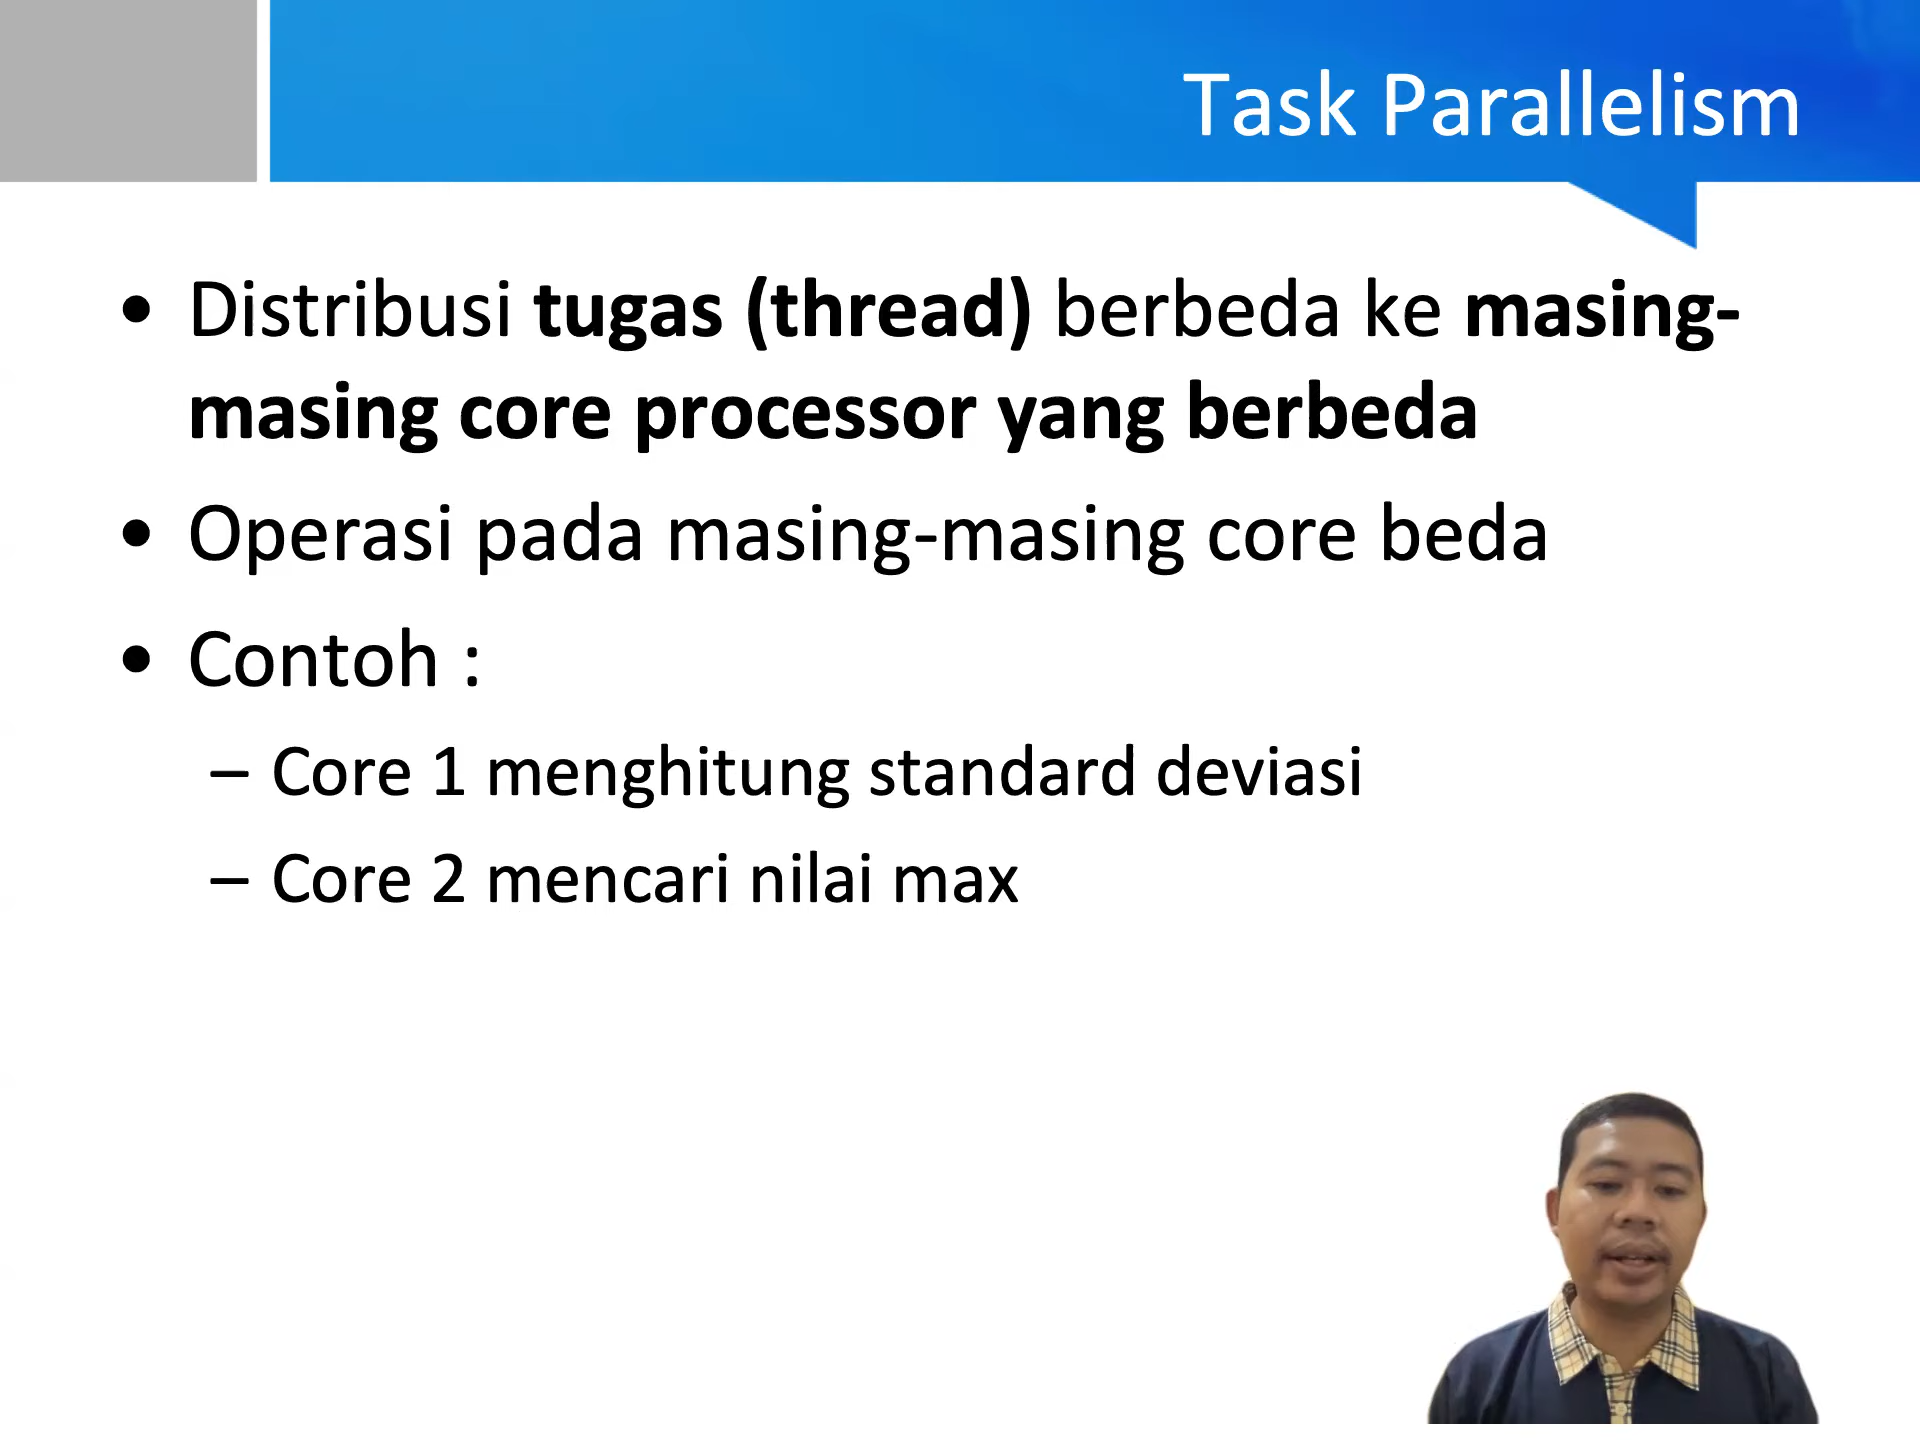 Task Parallelism
• Distribusi tugas (thread) berbeda ke masing-
masing core processor yang berbeda
• Operasi pada masing-masing core beda
• Contoh :
– Core 1 menghitung standard deviasi
– Core 2 mencari nilai max